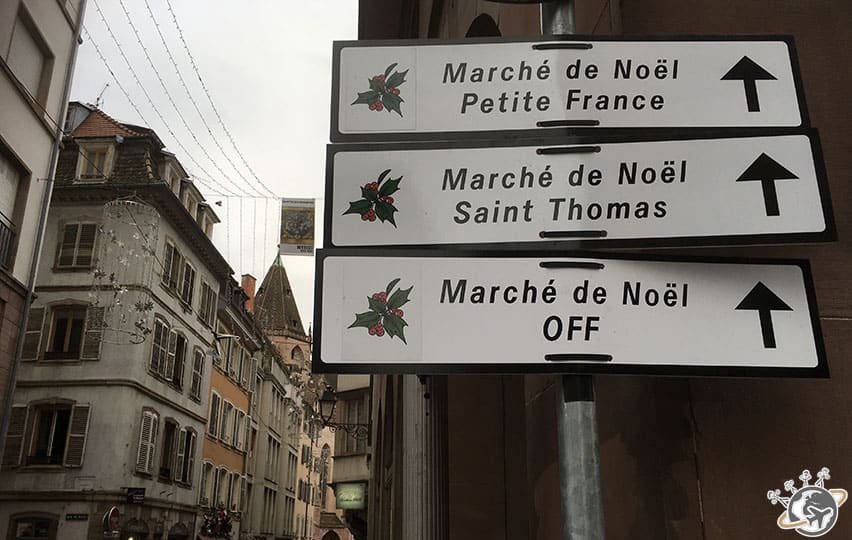 Marché de Noël
Petite France
Marché de Noël
Saint Thomas
Marché de Noël
OFF